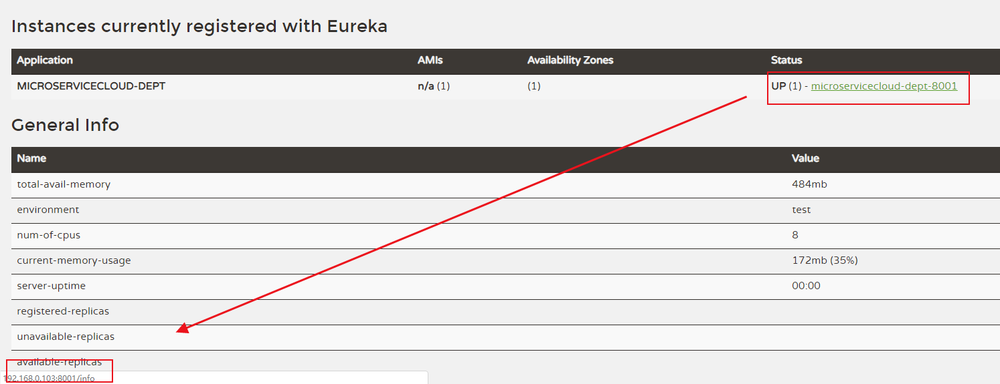 Instances currently registered with Eureka
Application AMIs Availability Zones Status
MICROSERVICECLOUD-DEPT n/a (1) (1) UP (1) - microservicecloud-dept-8001
General Info
Name Value
total-avail-memory 484mb
environment test
num-of-cpus 8
current-memory-usage 172mb (35%)
server-uptime 00:00
registered-replicas
unavailable-replicas
available-replicas
192.168.0.103:8001/info